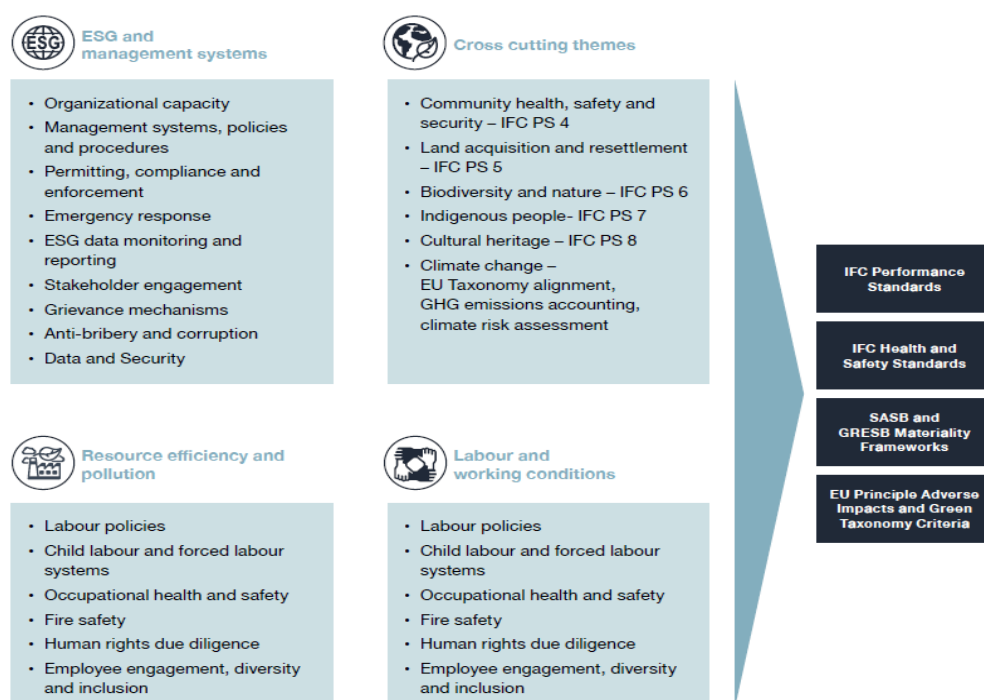 ESG
ESG and
management systems
• Organizational capacity
• Management systems, policies
and procedures
• Permitting, compliance and
enforcement
• Emergency response
• ESG data monitoring and
reporting
• Stakeholder engagement
• Grievance mechanisms
• Anti-bribery and corruption
• Data and Security
Cross cutting themes
• Community health, safety and
security – IFC PS 4
• Land acquisition and resettlement
– IFC PS 5
• Biodiversity and nature – IFC PS 6
• Indigenous people- IFC PS 7
• Cultural heritage – IFC PS 8
• Climate change –
EU Taxonomy alignment,
GHG emissions accounting,
climate risk assessment
Resource efficiency and
pollution
• Labour policies
• Child labour and forced labour
systems
• Occupational health and safety
• Fire safety
• Human rights due diligence
• Employee engagement, diversity
and inclusion
Labour and
working conditions
• Labour policies
• Child labour and forced labour
systems
• Occupational health and safety
• Fire safety
• Human rights due diligence
• Employee engagement, diversity
and inclusion
IFC Performance
Standards
IFC Health and
Safety Standards
SASB and
GRESB Materiality
Frameworks
EU Principle Adverse
Impacts and Green
Taxonomy Criteria